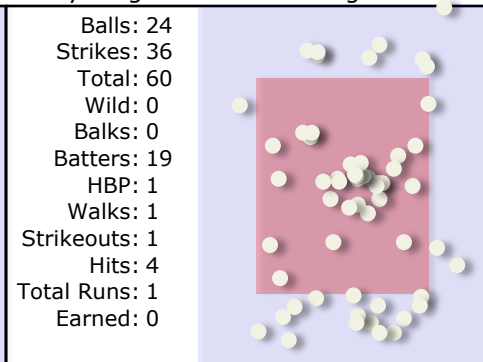 Balls: 24
Strikes: 36
Total: 60
Wild: 0
Balks: 0
Batters: 19
HBP: 1
Walks: 1
Strikeouts: 1
Hits: 4
Total Runs: 1
Earned: 0